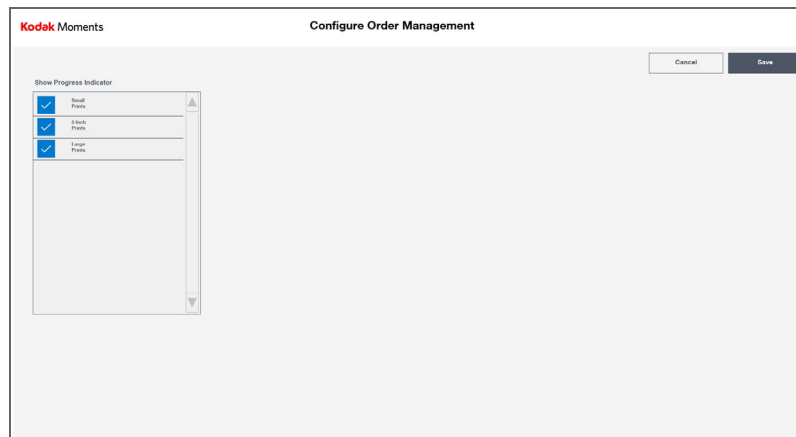 Kodak Moments
Configure Order Management
Cancel
Save
Show Progress Indicator
Small
Prints
5 Inch
Prints
Large
Prints